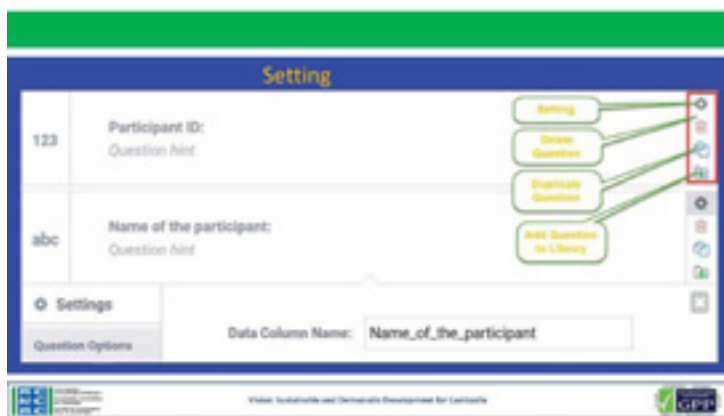 Setting
123
Participant ID:
Question hint
Setting
Delete
Question
Duplicate
Question
abc
Name of the participant:
Question hint
Add Question
to Library
Settings
Question Options
Data Column Name:
Name_of_the_participant
Vision: Sustainable and Democratic Development for Cambodia
GPP